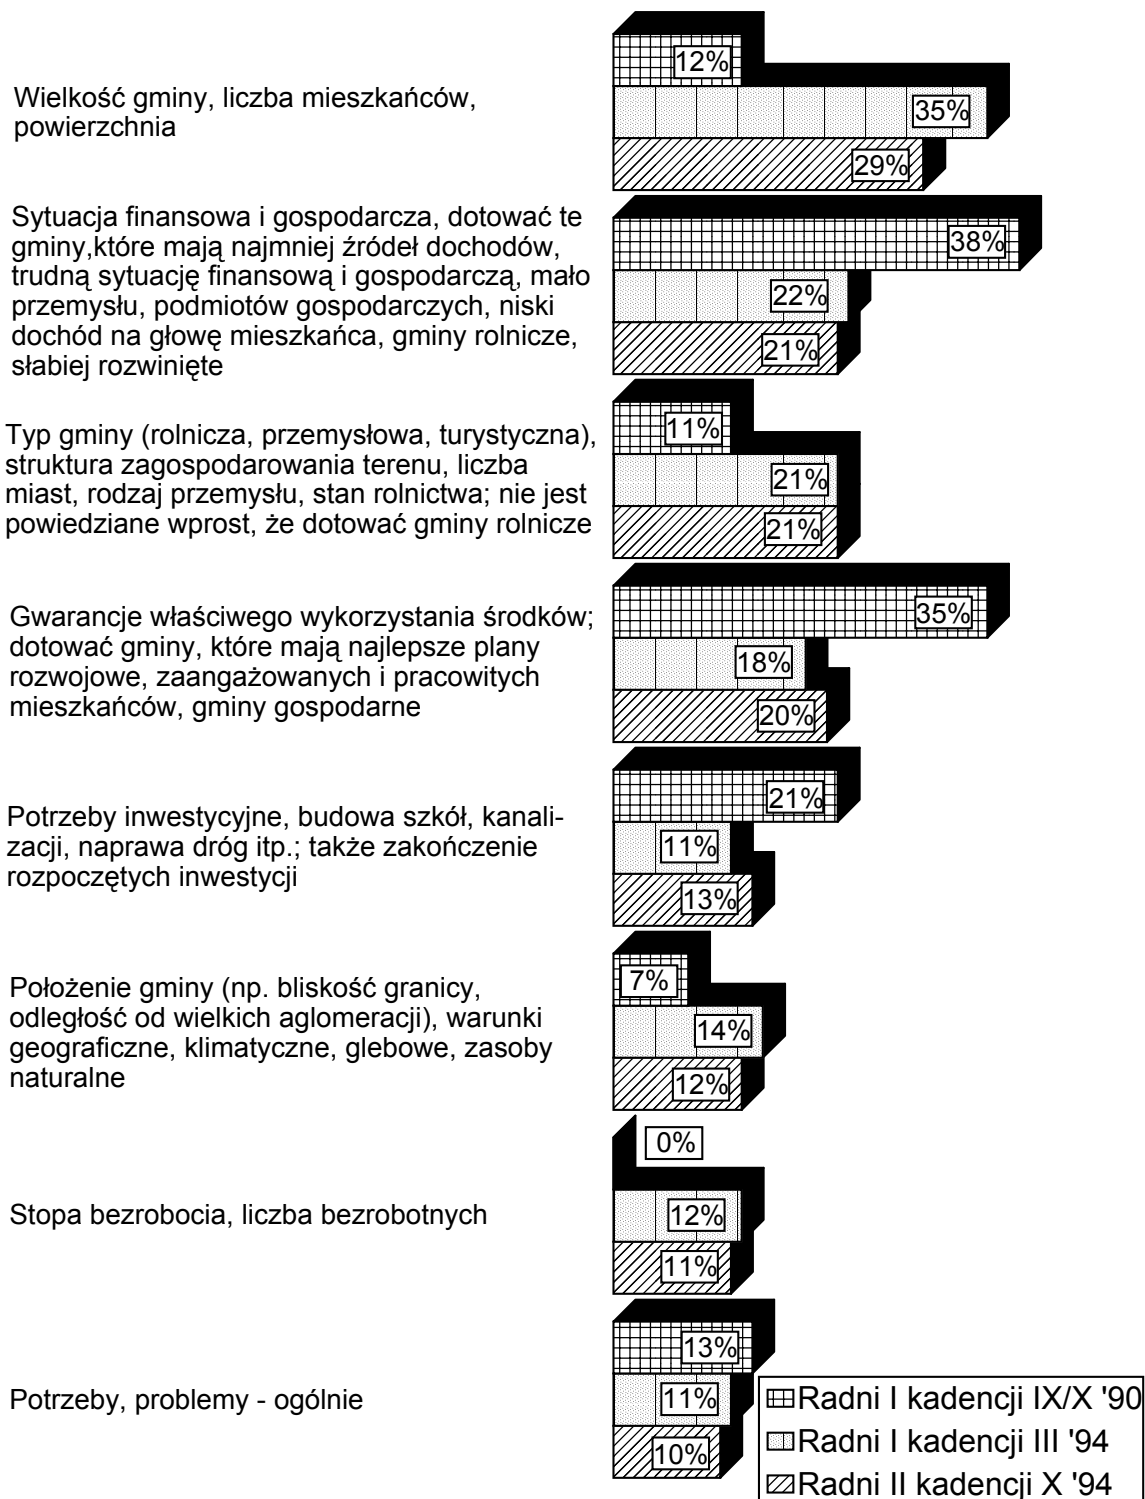 12%
Wielkość gminy, liczba mieszkańców,
35%
powierzchnia
29%
Sytuacja finansowa i gospodarcza, dotować te
gminy,które mają najmniej źródeł dochodów,
38%
trudną sytuację finansową i gospodarczą, mało
przemysłu, podmiotów gospodarczych, niski
22%
dochód na głowę mieszkańca, gminy rolnicze,
21%
słabiej rozwinięte
Typ gminy (rolnicza, przemysłowa, turystyczna),
11%
struktura zagospodarowania terenu, liczba
miast, rodzaj przemysłu, stan rolnictwa; nie jest
21%
powiedziane wprost, że dotować gminy rolnicze
21%
Gwarancje właściwego wykorzystania środków;
35%
dotować gminy, które mają najlepsze plany
rozwojowe, zaangażowanych i pracowitych
18%
mieszkańców, gminy gospodarne
20%
Potrzeby inwestycyjne, budowa szkół, kanali-
21%
zacji, naprawa dróg itp.; także zakończenie
11%
rozpoczętych inwestycji
13%
Położenie gminy (np. bliskość granicy,
7%
odległość od wielkich aglomeracji), warunki
14%
geograficzne, klimatyczne, glebowe, zasoby
naturalne
12%
0%
Stopa bezrobocia, liczba bezrobotnych
12%
11%
13%
Potrzeby, problemy - ogólnie
11%
10%
Radni I kadencji IX/X '90
Radni I kadencji III '94
Radni II kadencji X '94